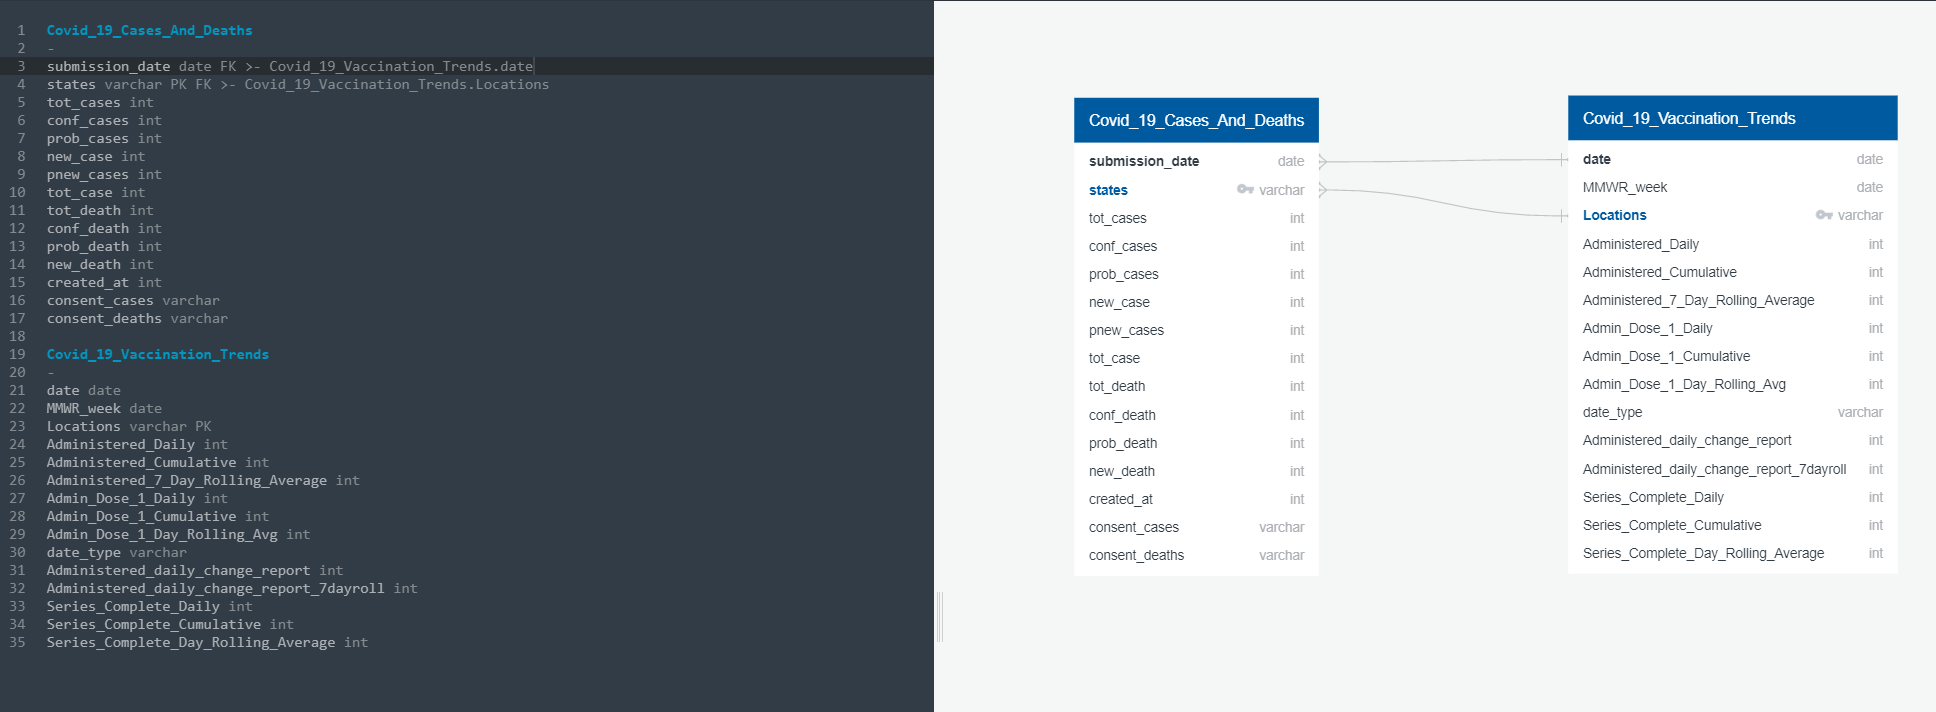 1 Covid_19_Cases_And_Deaths
2 -
3 submission_date date FK >- Covid_19_Vaccination_Trends.date
4 states varchar PK FK >- Covid_19_Vaccination_Trends.Locations
5 tot_cases int
6 conf_cases int
7 prob_cases int
8 new_case int
9 pnew_cases int
10 tot_case int
11 tot_death int
12 conf_death int
13 prob_death int
14 new_death int
15 created_at int
16 consent_cases varchar
17 consent_deaths varchar
18
19 Covid_19_Vaccination_Trends
20 -
21 date date
22 MMWR_week date
23 Locations varchar PK
24 Administered_Daily int
25 Administered_Cumulative int
26 Administered_7_Day_Rolling_Average int
27 Admin_Dose_1_Daily int
28 Admin_Dose_1_Cumulative int
29 Admin_Dose_1_Day_Rolling_Avg int
30 date_type varchar
31 Administered_daily_change_report int
32 Administered_daily_change_report_7dayroll int
33 Series_Complete_Daily int
34 Series_Complete_Cumulative int
35 Series_Complete_Day_Rolling_Average int
Covid_19_Cases_And_Deaths
submission_date date
states varchar
tot_cases int
conf_cases int
prob_cases int
new_case int
pnew_cases int
tot_case int
tot_death int
conf_death int
prob_death int
new_death int
created_at int
consent_cases varchar
consent_deaths varchar
Covid_19_Vaccination_Trends
date date
MMWR_week date
Locations varchar
Administered_Daily int
Administered_Cumulative int
Administered_7_Day_Rolling_Average int
Admin_Dose_1_Daily int
Admin_Dose_1_Cumulative int
Admin_Dose_1_Day_Rolling_Avg int
date_type varchar
Administered_daily_change_report int
Administered_daily_change_report_7dayroll int
Series_Complete_Daily int
Series_Complete_Cumulative int
Series_Complete_Day_Rolling_Average int